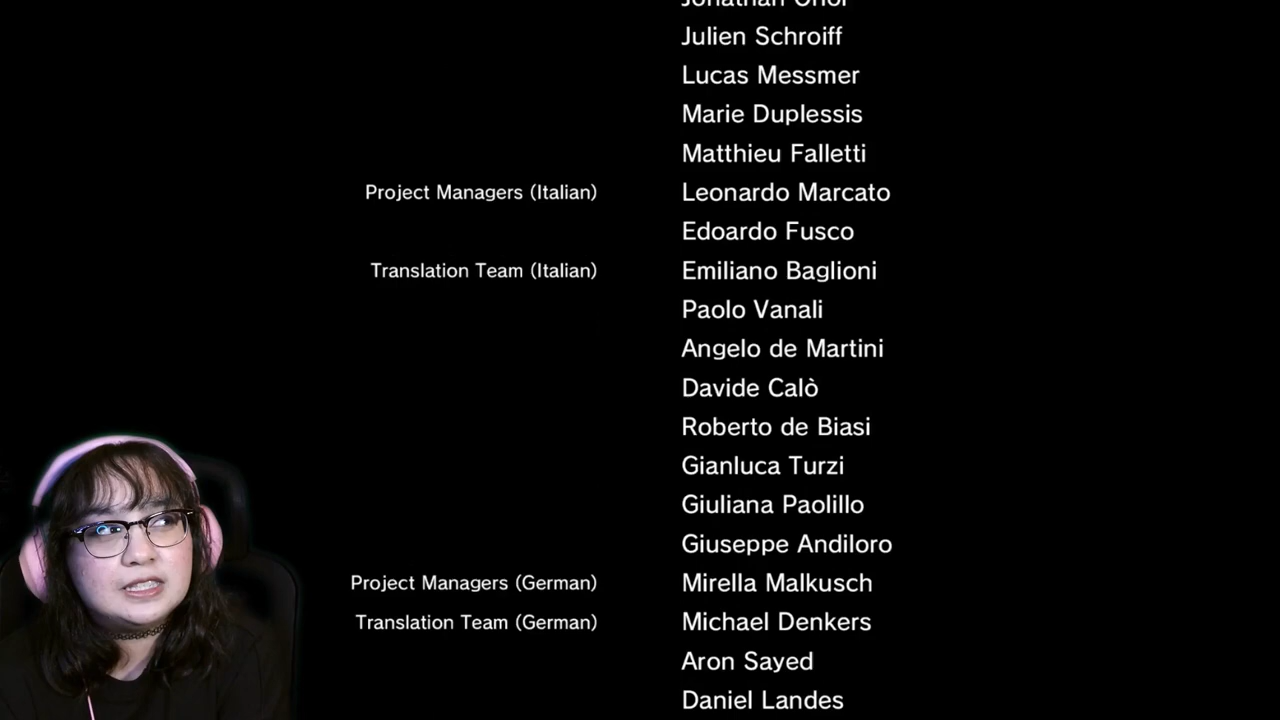 Julien Schroiff
Lucas Messmer
Marie Duplessis
Matthieu Falletti
Project Managers (Italian) Leonardo Marcato
Edoardo Fusco
Translation Team (Italian) Emiliano Baglioni
Paolo Vanali
Angelo de Martini
Davide Calò
Roberto de Biasi
Gianluca Turzi
Giuliana Paolillo
Giuseppe Andiloro
Project Managers (German) Mirella Malkusch
Translation Team (German) Michael Denkers
Aron Sayed
Daniel Landes